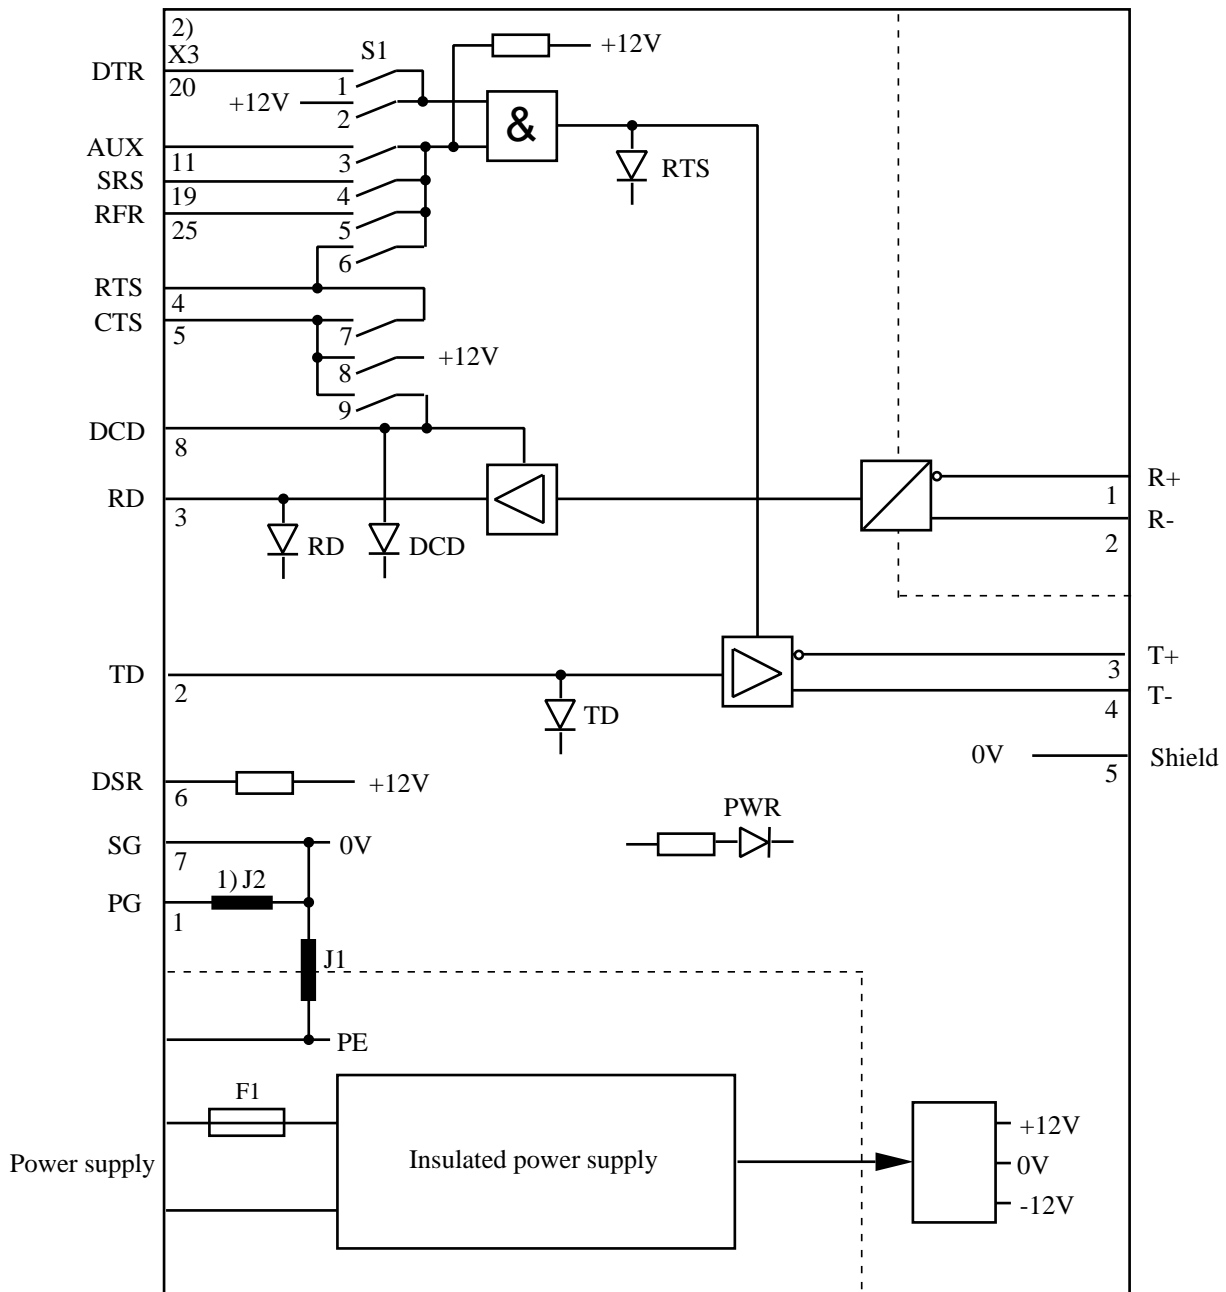 2)
X3
S1
+12V
DTR
20
1
+12V
2
&
AUX
11
3
RTS
SRS
19
4
RFR
25
5
6
RTS
4
CTS
5
7
8
+12V
9
DCD
8
RD
3
RD
DCD
R+
1
R-
2
TD
2
TD
T+
3
T-
4
0V
5
Shield
DSR
6
+12V
PWR
SG
7
0V
1) J2
PG
1
J1
PE
F1
Power supply
Insulated power supply
+12V
0V
-12V